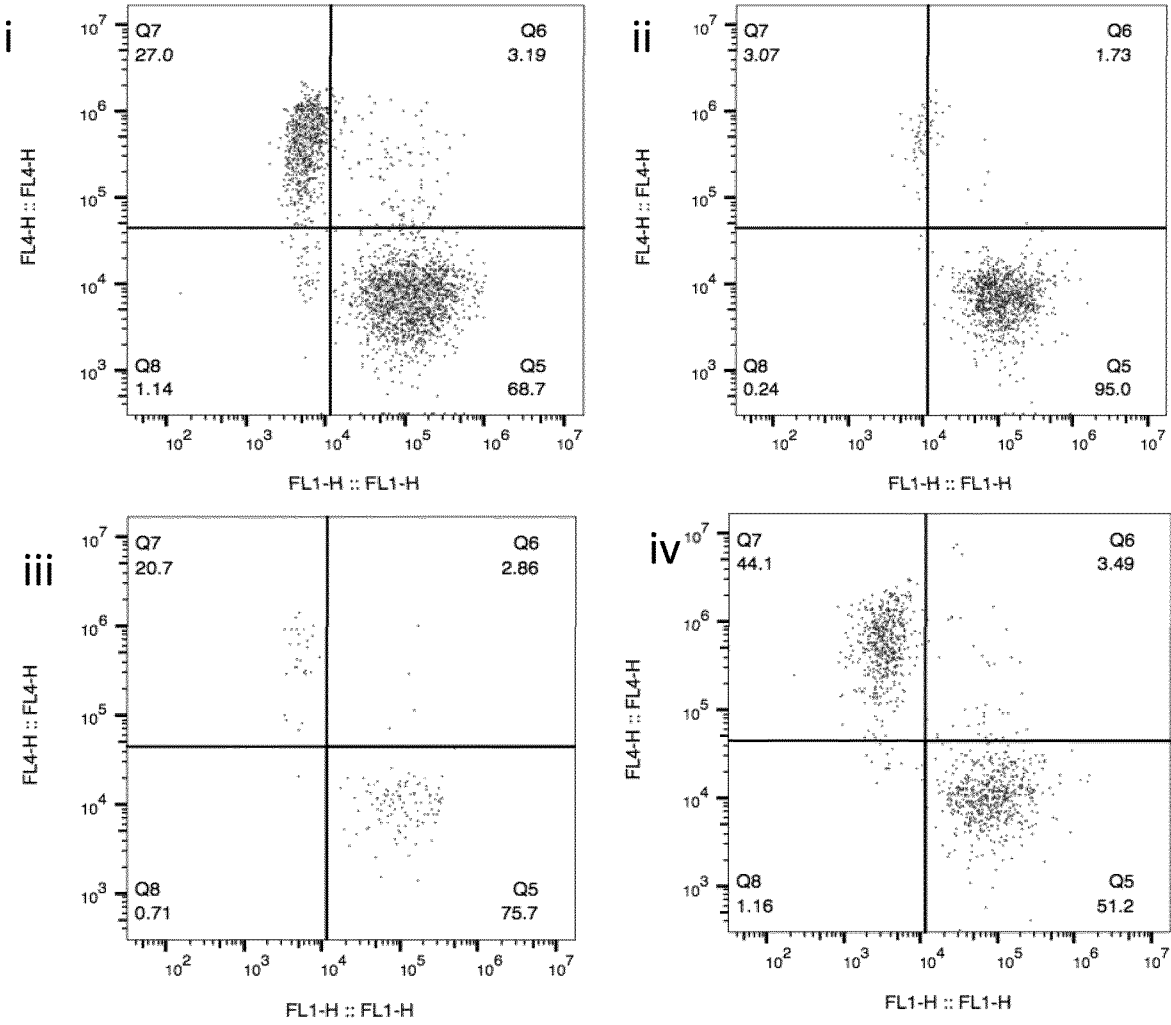 i
Q7
27.0
Q6
3.19
Q8
1.14
Q5
68.7
10^7
10^6
10^5
10^4
10^3
10^2 10^3 10^4 10^5 10^6 10^7
FL4-H :: FL4-H
FL1-H :: FL1-H
ii
Q7
3.07
Q6
1.73
Q8
0.24
Q5
95.0
10^7
10^6
10^5
10^4
10^3
10^2 10^3 10^4 10^5 10^6 10^7
FL4-H :: FL4-H
FL1-H :: FL1-H
iii
Q7
20.7
Q6
2.86
Q8
0.71
Q5
75.7
10^7
10^6
10^5
10^4
10^3
10^2 10^3 10^4 10^5 10^6 10^7
FL4-H :: FL4-H
FL1-H :: FL1-H
iv
Q7
44.1
Q6
3.49
Q8
1.16
Q5
51.2
10^7
10^6
10^5
10^4
10^3
10^2 10^3 10^4 10^5 10^6 10^7
FL4-H :: FL4-H
FL1-H :: FL1-H